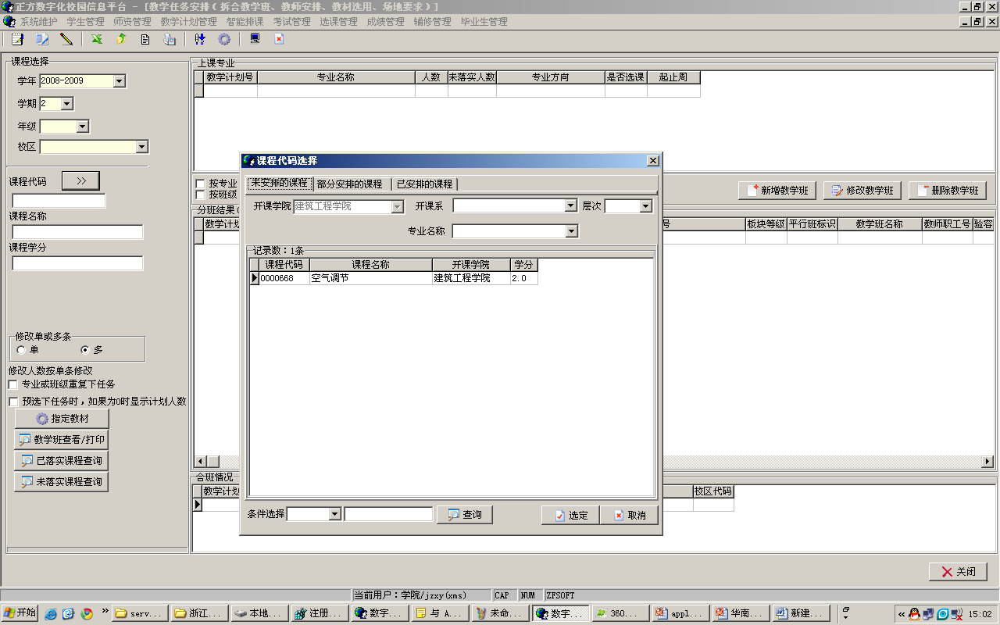 正方数字化校园信息平台 - [教学任务安排(拆合教学班、教师安排、教材选用、场地要求)]
系统维护 学生管理 师资管理 教学计划管理 智能排课 考试管理 选课管理 成绩管理 辅修管理 毕业生管理
课程选择
学年 2008-2009
学期 2
年级
校区
课程代码 >>
课程名称
课程学分
修改单或多条
单 多
修改人数按单条修改
专业或班级重复下任务
预选下任务时,如果为0时显示计划人数
指定教材
教学班查看/打印
已落实课程查询
未落实课程查询
上课专业
教学计划号 专业名称 人数 未落实人数 专业方向 是否选课 起止周
按专业
按班级
新增教学班 修改教学班 删除教学班
分班结果(
教学计划 号 板块等级 平行班标识 教学班名称 教师职工号 验容
合班情况
教学计划 校区代码
课程代码选择
未安排的课程 部分安排的课程 已安排的课程
开课学院 建筑工程学院 开课系 层次
专业名称
记录数:1条
课程代码 课程名称 开课学院 学分
0000668 空气调节 建筑工程学院 2.0
条件选择 查询 选定 取消
关闭
当前用户:学院/jzxy(xms) CAP NUM ZFSOFT
开始 » serv... 浙江... 本地... 注册... 数字... 与 A... 未命... 数字... 360... appl... 华南... 新建... « 15:02